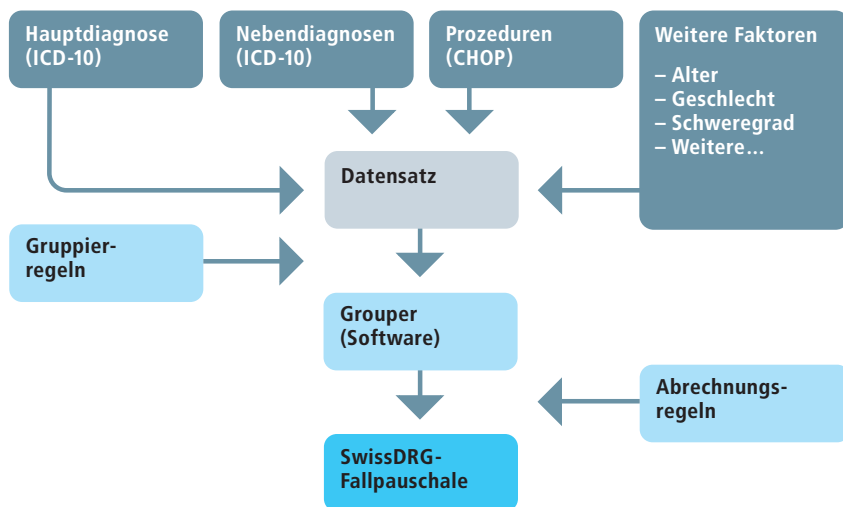 Hauptdiagnose
(ICD-10)
Nebendiagnosen
(ICD-10)
Prozeduren
(CHOP)
Weitere Faktoren
– Alter
– Geschlecht
– Schweregrad
– Weitere…
Datensatz
Gruppier-
regeln
Grouper
(Software)
Abrechnungs-
regeln
SwissDRG-
Fallpauschale